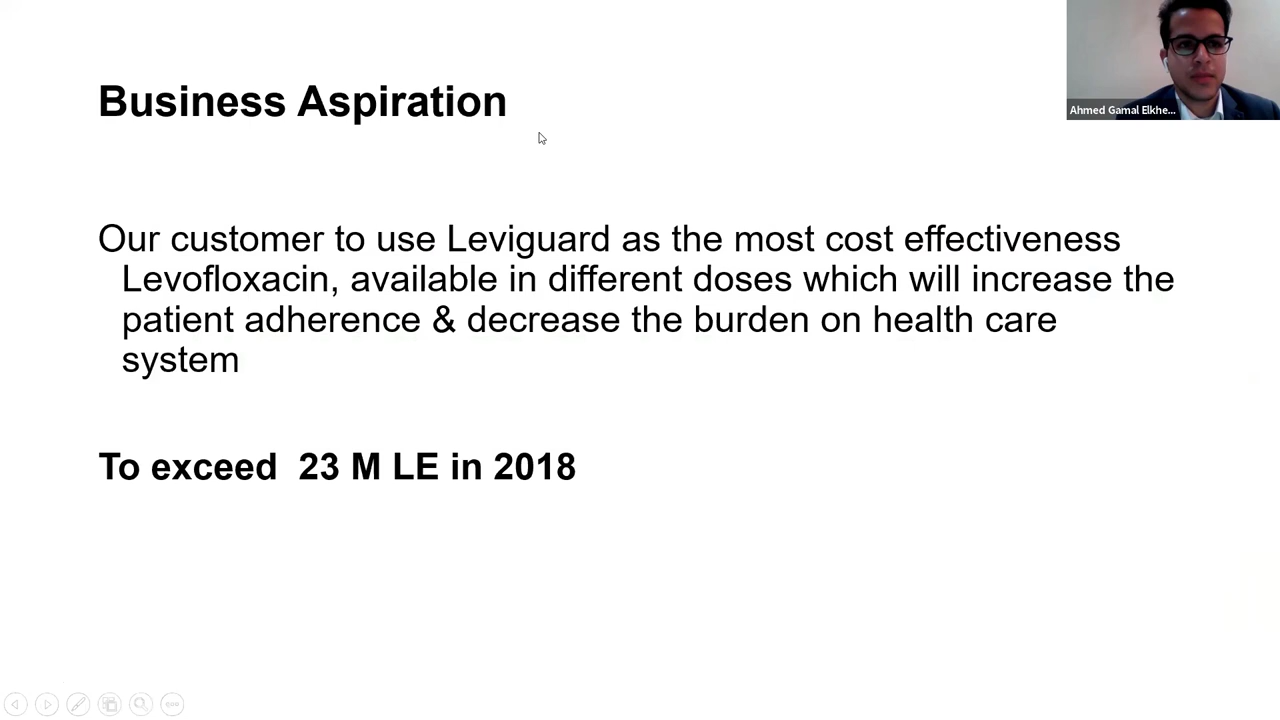 Ahmed Gamal Elkhe...
Business Aspiration
Our customer to use Leviguard as the most cost effectiveness
Levofloxacin, available in different doses which will increase the
patient adherence & decrease the burden on health care
system
To exceed  23 M LE in 2018